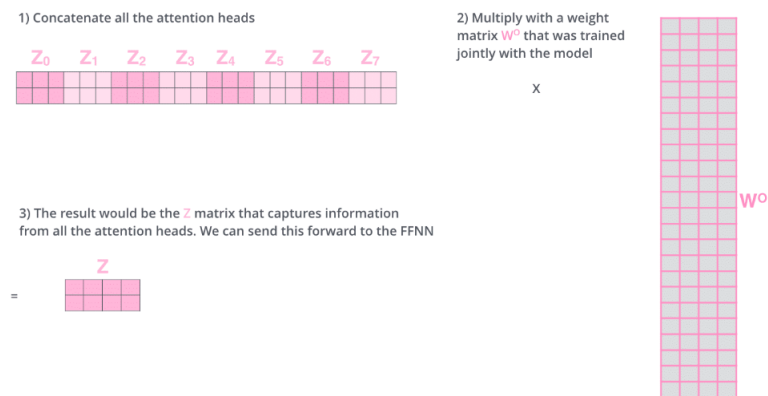 1) Concatenate all the attention heads
Z0 Z1 Z2 Z3 Z4 Z5 Z6 Z7
2) Multiply with a weight
matrix WO that was trained
jointly with the model
X
WO
3) The result would be the Z matrix that captures information
from all the attention heads. We can send this forward to the FFNN
Z
=